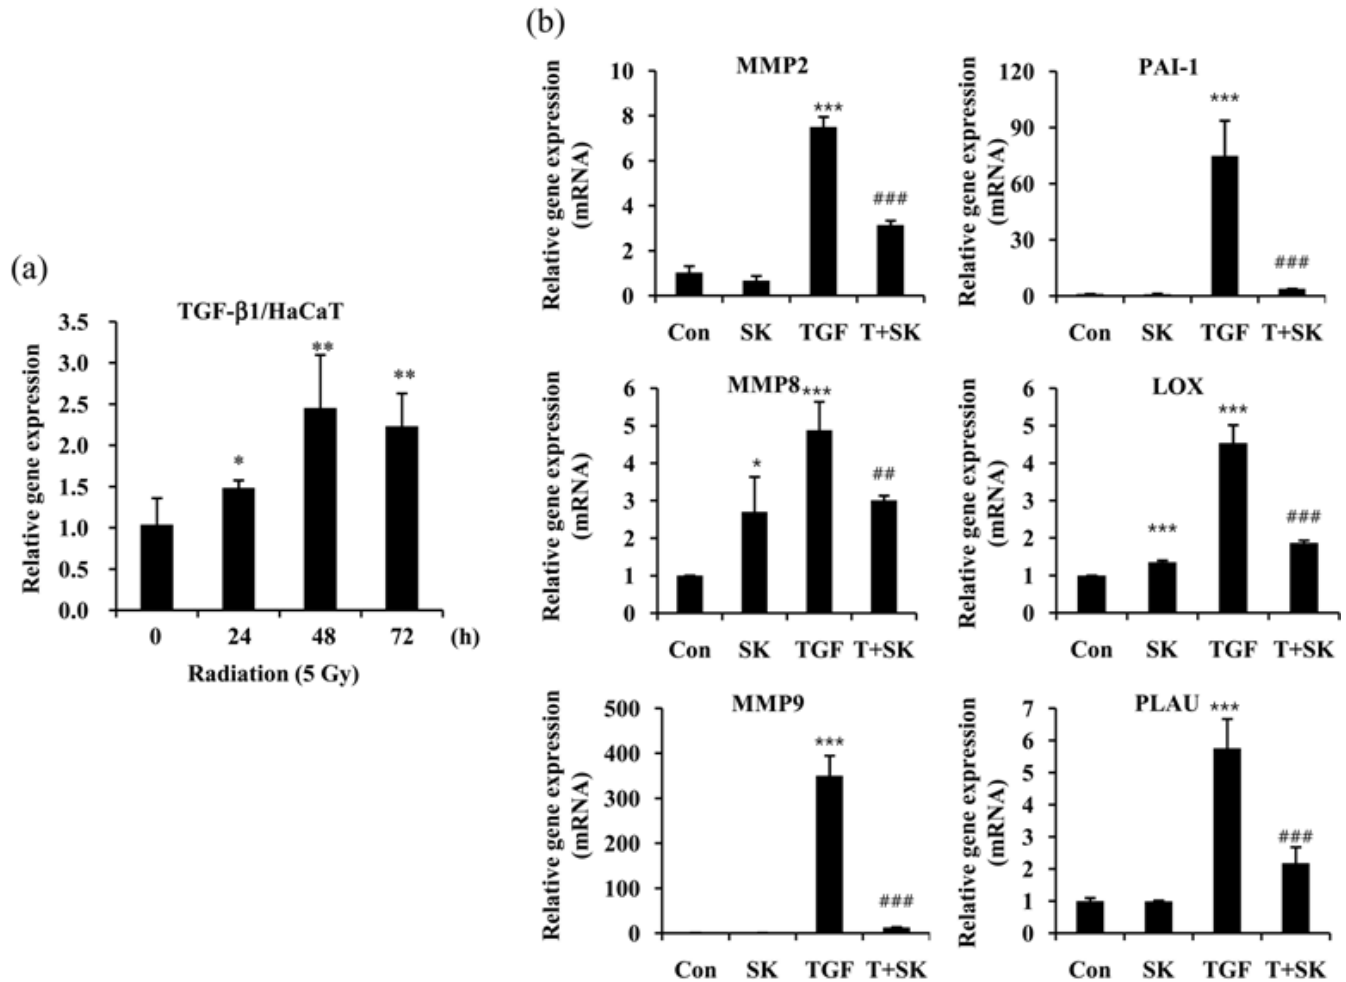 (a)
TGF-β1/HaCaT
Relative gene expression
3.5
3.0
2.5
2.0
1.5
1.0
0.5
0.0
*
**
**
0 24 48 72 (h)
Radiation (5 Gy)
(b)
MMP2
Relative gene expression
(mRNA)
10
8
6
4
2
0
***
###
Con SK TGF T+SK
PAI-1
Relative gene expression
(mRNA)
120
90
60
30
0
***
###
Con SK TGF T+SK
MMP8
Relative gene expression
(mRNA)
6
5
4
3
2
1
0
*
***
##
Con SK TGF T+SK
LOX
Relative gene expression
(mRNA)
6
5
4
3
2
1
0
***
***
###
Con SK TGF T+SK
MMP9
Relative gene expression
(mRNA)
500
400
300
200
100
0
***
###
Con SK TGF T+SK
PLAU
Relative gene expression
(mRNA)
7
6
5
4
3
2
1
0
***
###
Con SK TGF T+SK